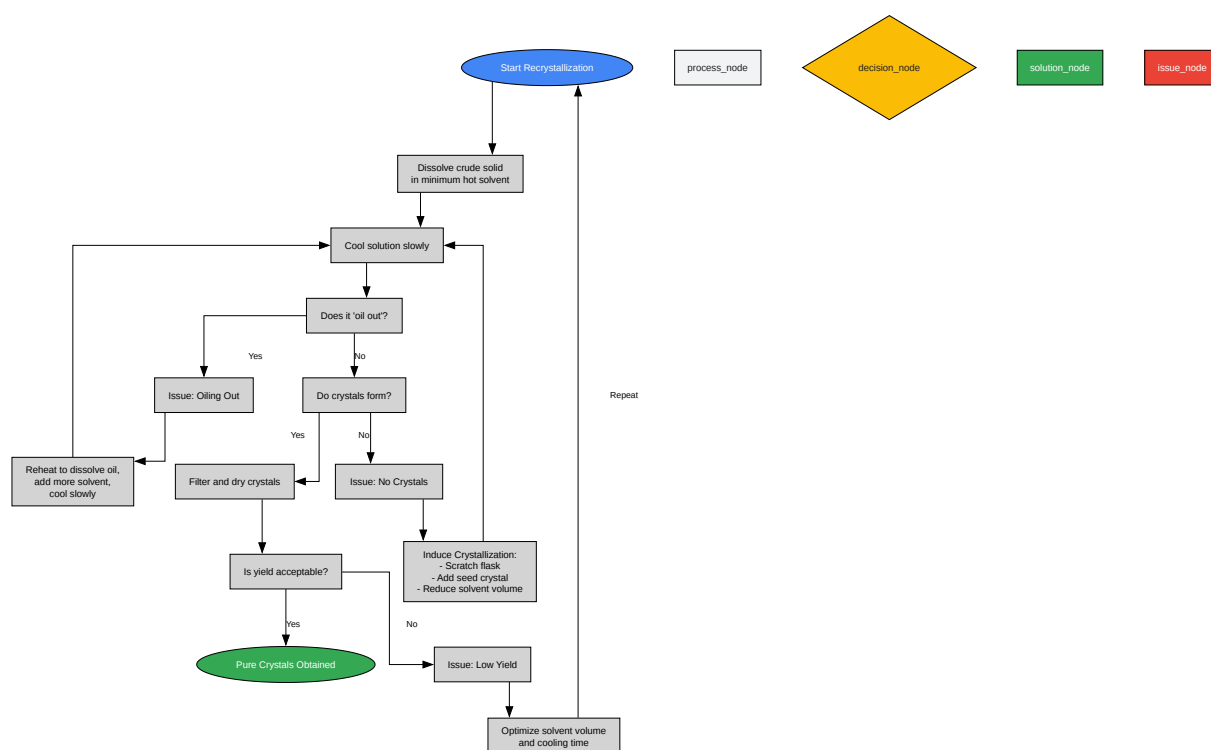 Start Recrystallization
process_node
decision_node
solution_node
issue_node
Dissolve crude solid
in minimum hot solvent
Cool solution slowly
Does it 'oil out'?
Yes
No
Issue: Oiling Out
Do crystals form?
Repeat
Yes
No
Reheat to dissolve oil,
add more solvent,
cool slowly
Filter and dry crystals
Issue: No Crystals
Induce Crystallization:
- Scratch flask
- Add seed crystal
- Reduce solvent volume
Is yield acceptable?
Yes
No
Pure Crystals Obtained
Issue: Low Yield
Optimize solvent volume
and cooling time